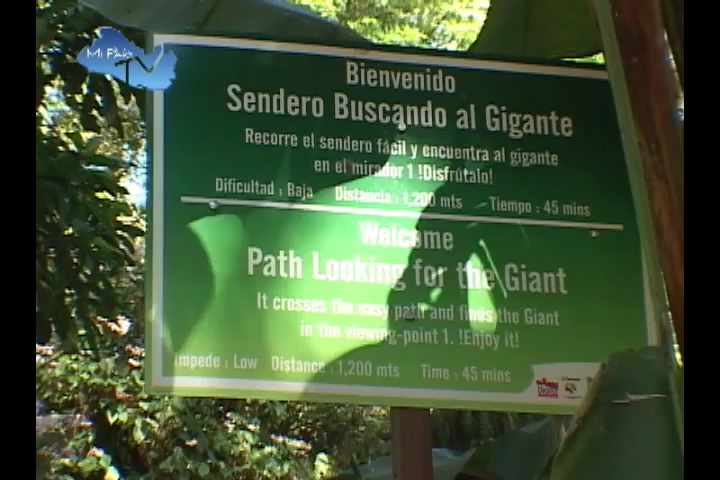 Mi País
TV
Bienvenido
Sendero Buscando al Gigante
Recorre el sendero fácil y encuentra al gigante
en el mirador 1 !Disfrútalo!
Dificultad : Baja Distancia : 1,200 mts Tiempo : 45 mins
Welcome
Path Looking for the Giant
It crosses the easy path and finds the Giant
in the viewing-point 1. !Enjoy it!
Impede : Low Distance : 1,200 mts Time : 45 mins